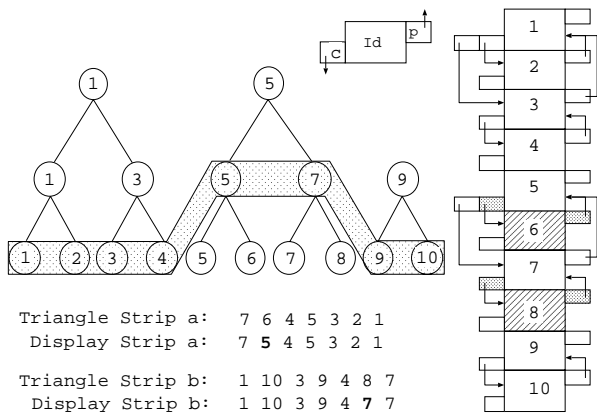 Id
p
c
1
5
1
3
5
7
9
1 2 3 4 5 6 7 8 9 10
Triangle Strip a: 7 6 4 5 3 2 1
Display Strip a: 7 5 4 5 3 2 1
Triangle Strip b: 1 10 3 9 4 8 7
Display Strip b: 1 10 3 9 4 7 7
1
2
3
4
5
6
7
8
9
10